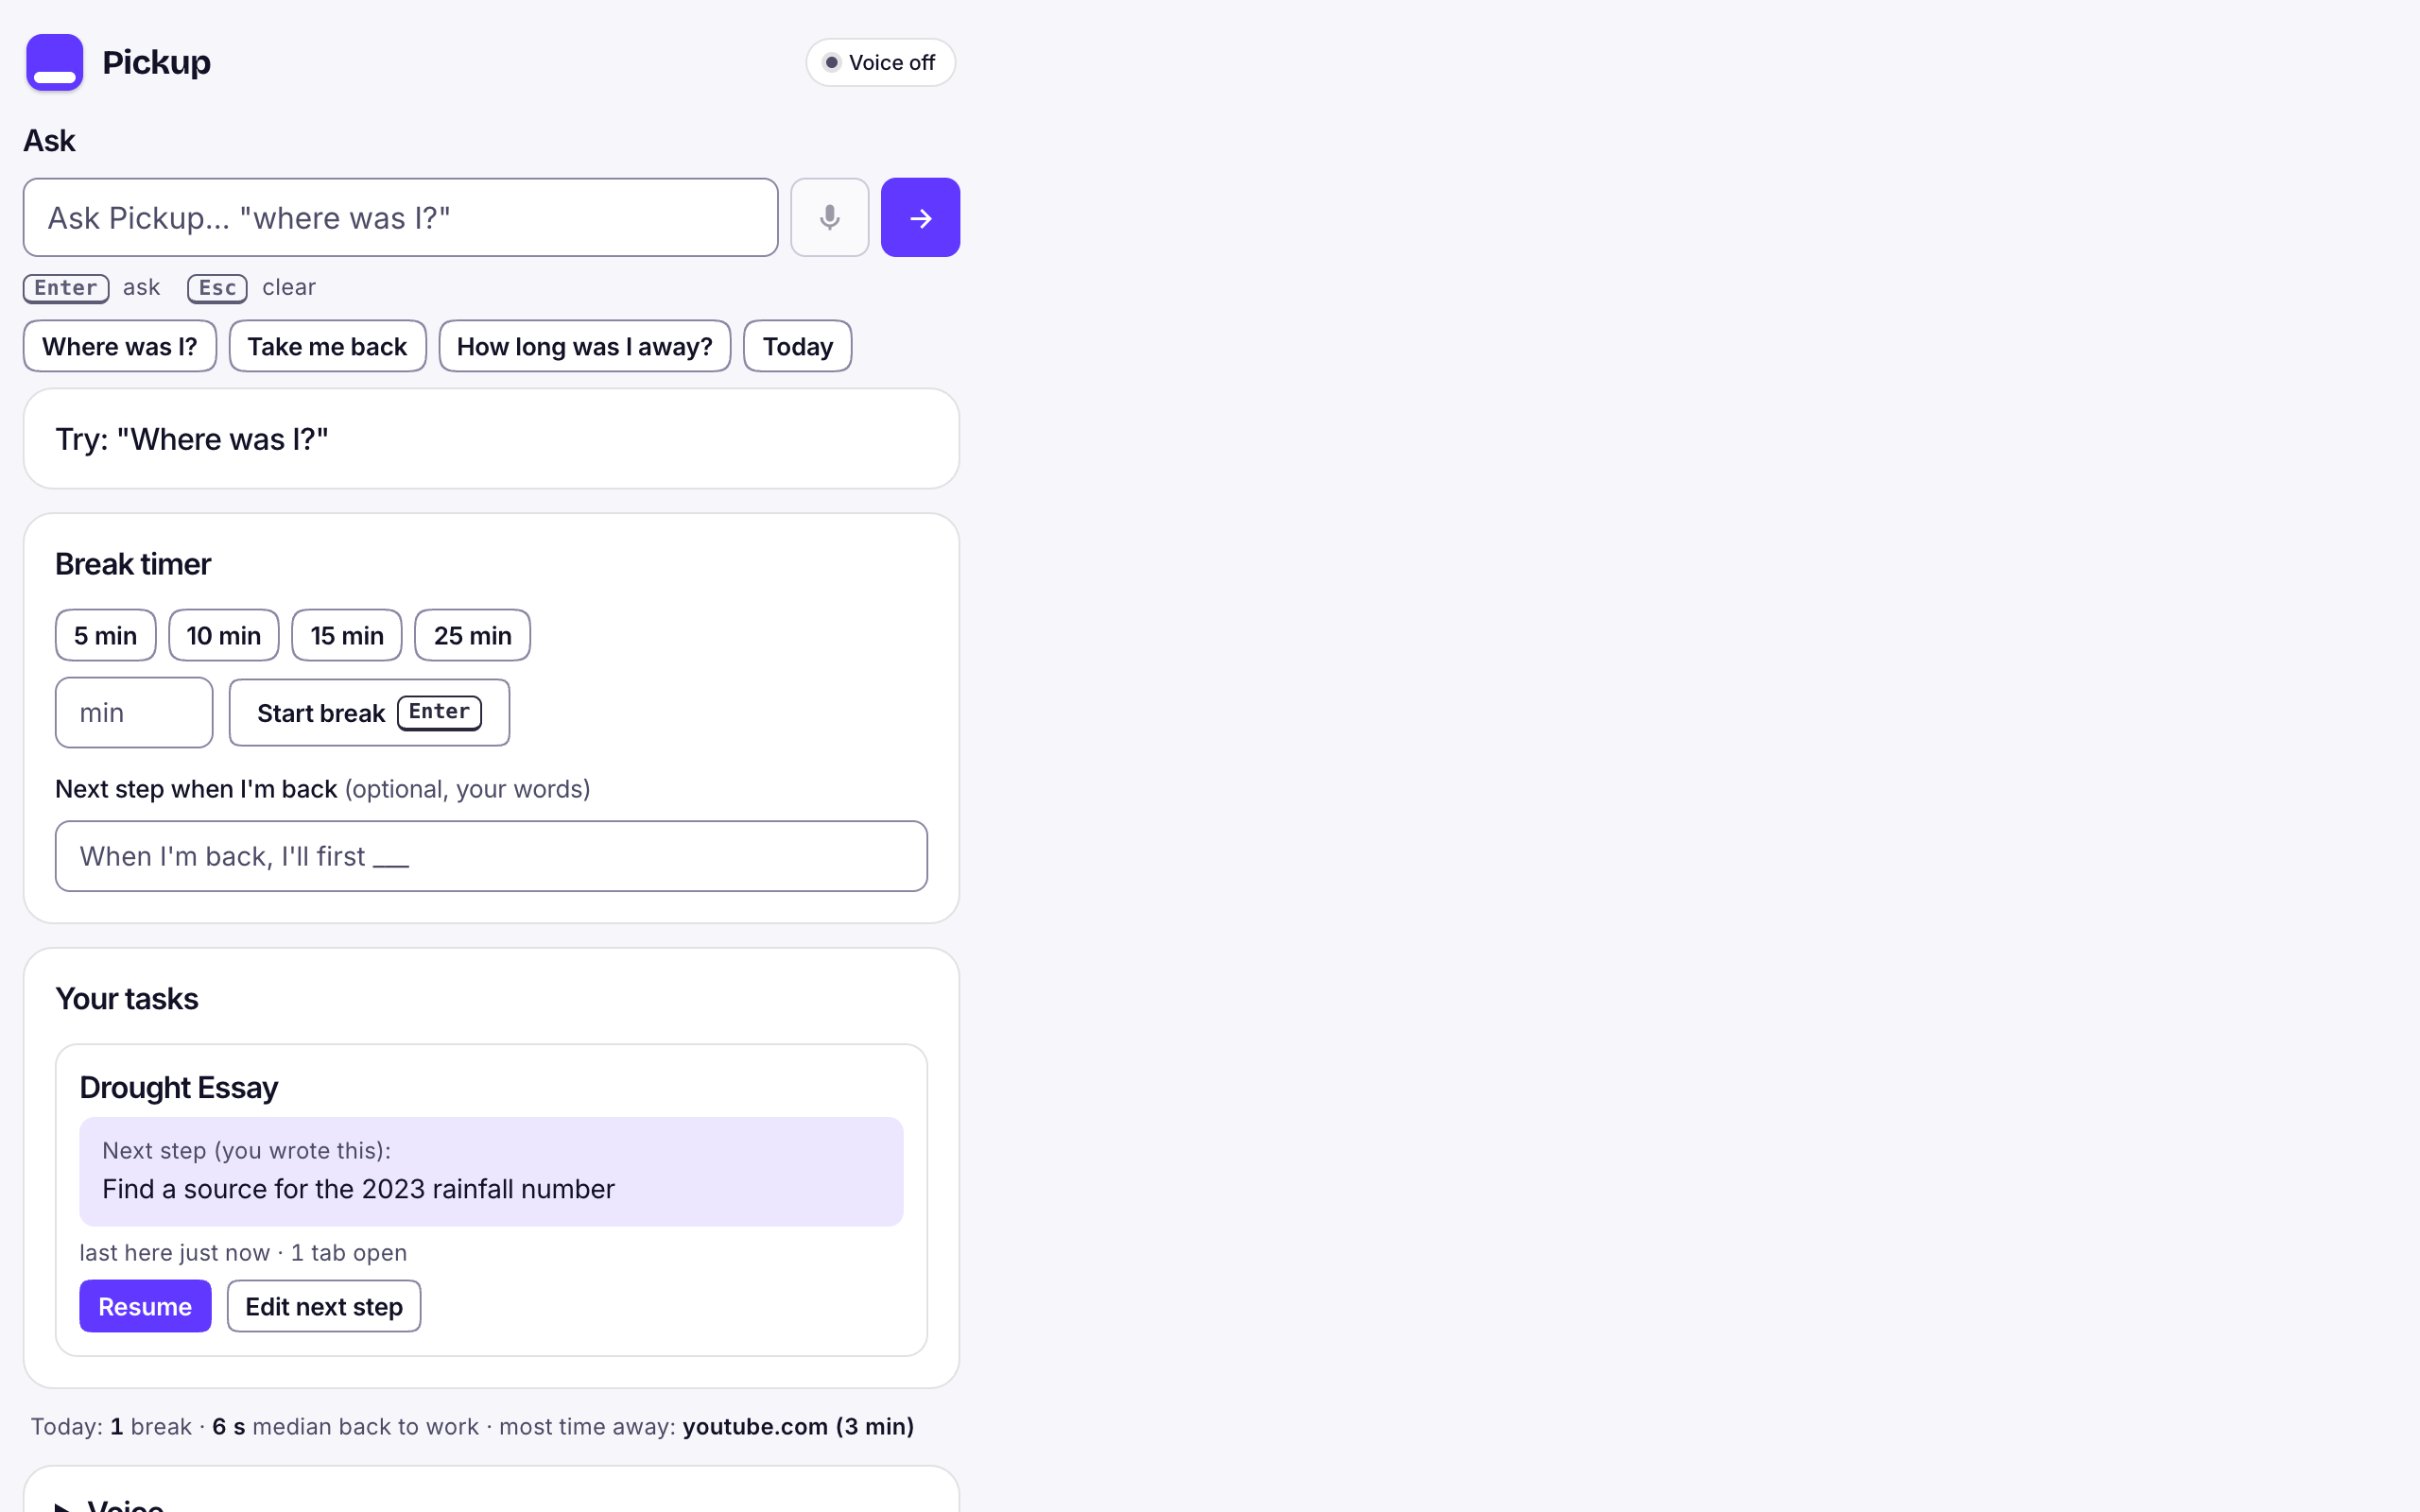 Pickup
Voice off
Ask
Ask Pickup... "where was I?"
Enter ask Esc clear
Where was I? Take me back How long was I away? Today
Try: "Where was I?"
Break timer
5 min 10 min 15 min 25 min
min Start break Enter
Next step when I'm back (optional, your words)
When I'm back, I'll first ___
Your tasks
Drought Essay
Next step (you wrote this):
Find a source for the 2023 rainfall number
last here just now · 1 tab open
Resume Edit next step
Today: 1 break · 6 s median back to work · most time away: youtube.com (3 min)
Voice